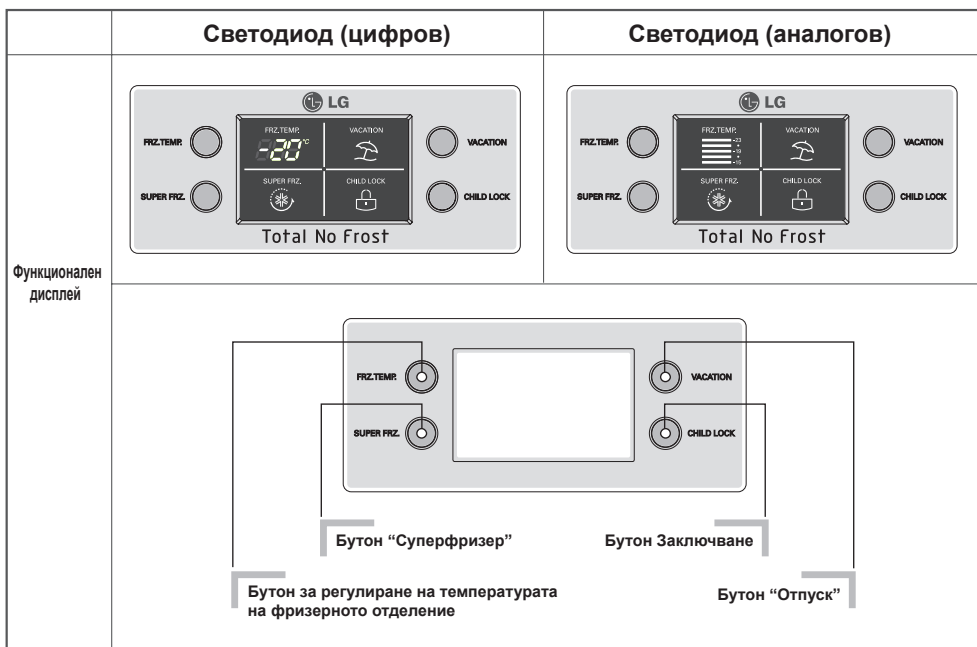 Светодиод (цифров)
Светодиод (аналогов)
LG
FRZ.TEMP.
SUPER FRZ.
FRZ.TEMP.
-20°C
VACATION
SUPER FRZ.
CHILD LOCK
VACATION
CHILD LOCK
Total No Frost
LG
FRZ.TEMP.
SUPER FRZ.
FRZ.TEMP.
VACATION
SUPER FRZ.
CHILD LOCK
VACATION
CHILD LOCK
Total No Frost
Функционален
дисплей
FRZ.TEMP.
VACATION
SUPER FRZ.
CHILD LOCK
Бутон “Суперфризер”
Бутон Заключване
Бутон за регулиране на температурата
на фризерното отделение
Бутон “Отпуск”